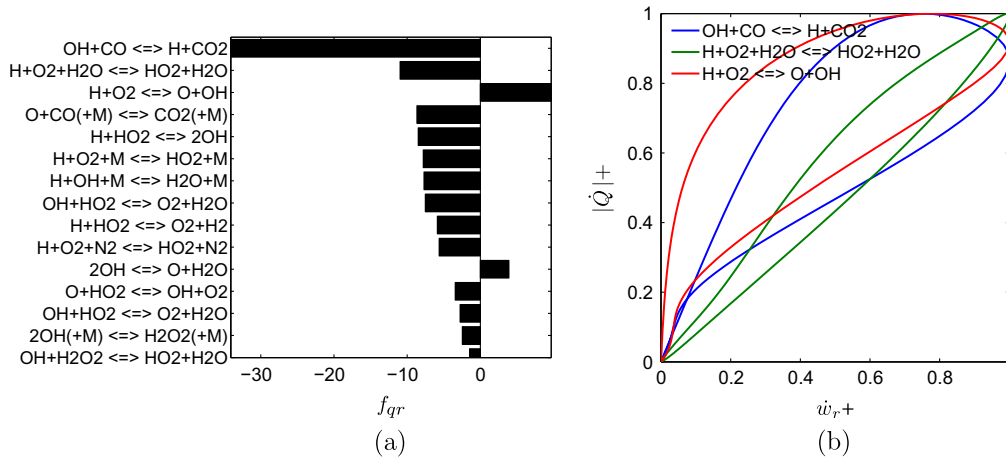 OH+CO <=> H+CO2
H+O2+H2O <=> HO2+H2O
H+O2 <=> O+OH
O+CO(+M) <=> CO2(+M)
H+HO2 <=> 2OH
H+O2+M <=> HO2+M
H+OH+M <=> H2O+M
OH+HO2 <=> O2+H2O
H+HO2 <=> O2+H2
H+O2+N2 <=> HO2+N2
2OH <=> O+H2O
O+HO2 <=> OH+O2
OH+HO2 <=> O2+H2O
2OH(+M) <=> H2O2(+M)
OH+H2O2 <=> HO2+H2O
−30 −20 −10 0
f_qr
(a)
OH+CO <=> H+CO2
H+O2+H2O <=> HO2+H2O
H+O2 <=> O+OH
1
0.8
0.6
0.4
0.2
0
|Q̇|+
0 0.2 0.4 0.6 0.8
ẇ_r+
(b)